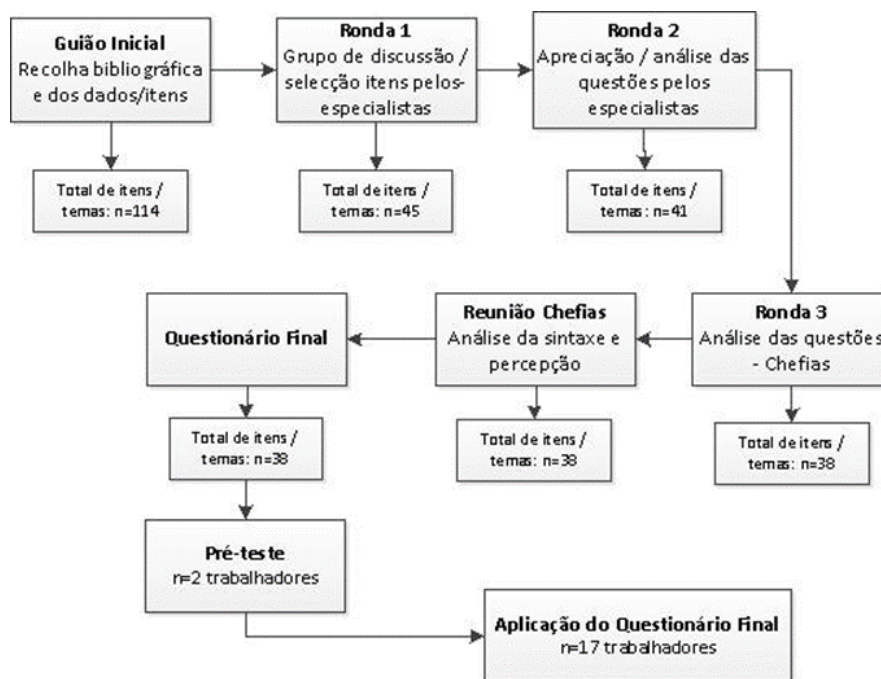 Guião Inicial
Recolha bibliográfica
e dos dados/itens
Ronda 1
Grupo de discussão /
selecção itens pelos-
especialistas
Ronda 2
Apreciação / análise das
questões pelos
especialistas
Total de itens /
temas: n=114
Total de itens /
temas: n=45
Total de itens /
temas: n=41
Questionário Final
Reunião Chefias
Análise da sintaxe e
percepção
Ronda 3
Análise das questões
- Chefias
Total de itens /
temas: n=38
Total de itens /
temas: n=38
Total de itens /
temas: n=38
Pré-teste
n=2 trabalhadores
Aplicação do Questionário Final
n=17 trabalhadores